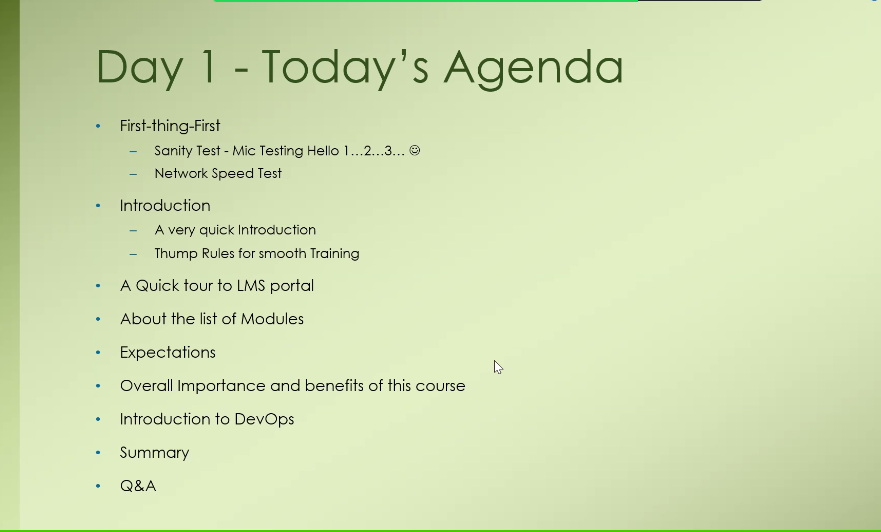 Day 1 - Today's Agenda
• First-thing-First
– Sanity Test - Mic Testing Hello 1...2...3... ☺
– Network Speed Test
• Introduction
– A very quick Introduction
– Thump Rules for smooth Training
• A Quick tour to LMS portal
• About the list of Modules
• Expectations
• Overall Importance and benefits of this course
• Introduction to DevOps
• Summary
• Q&A